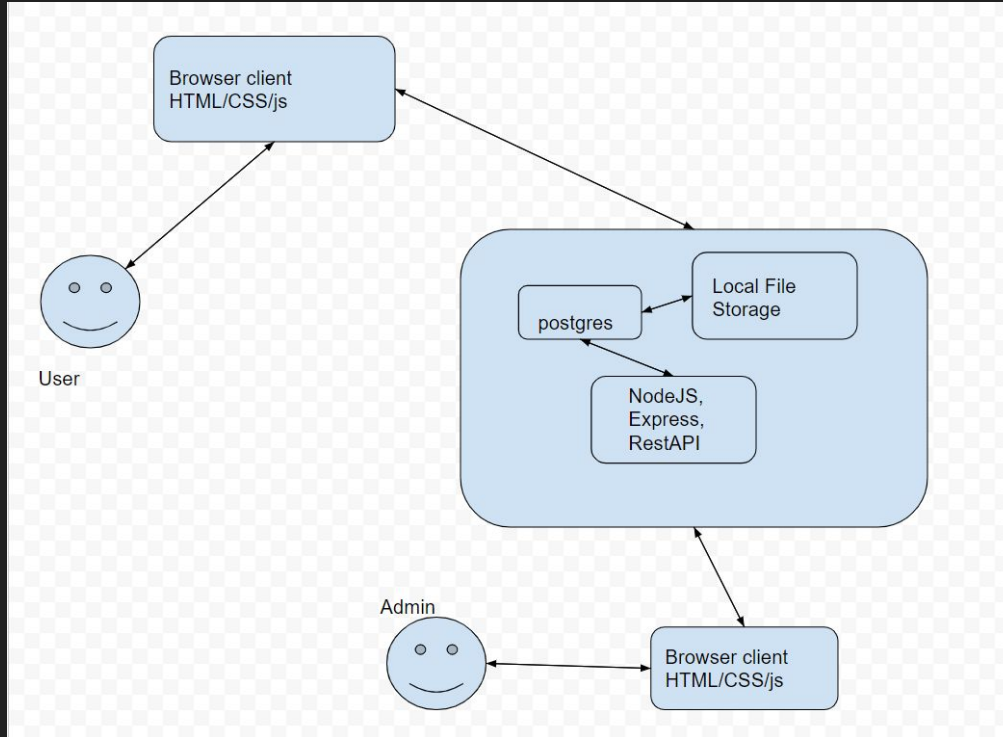 Browser client
HTML/CSS/js
Local File
Storage
postgres
NodeJS,
Express,
RestAPI
User
Admin
Browser client
HTML/CSS/js